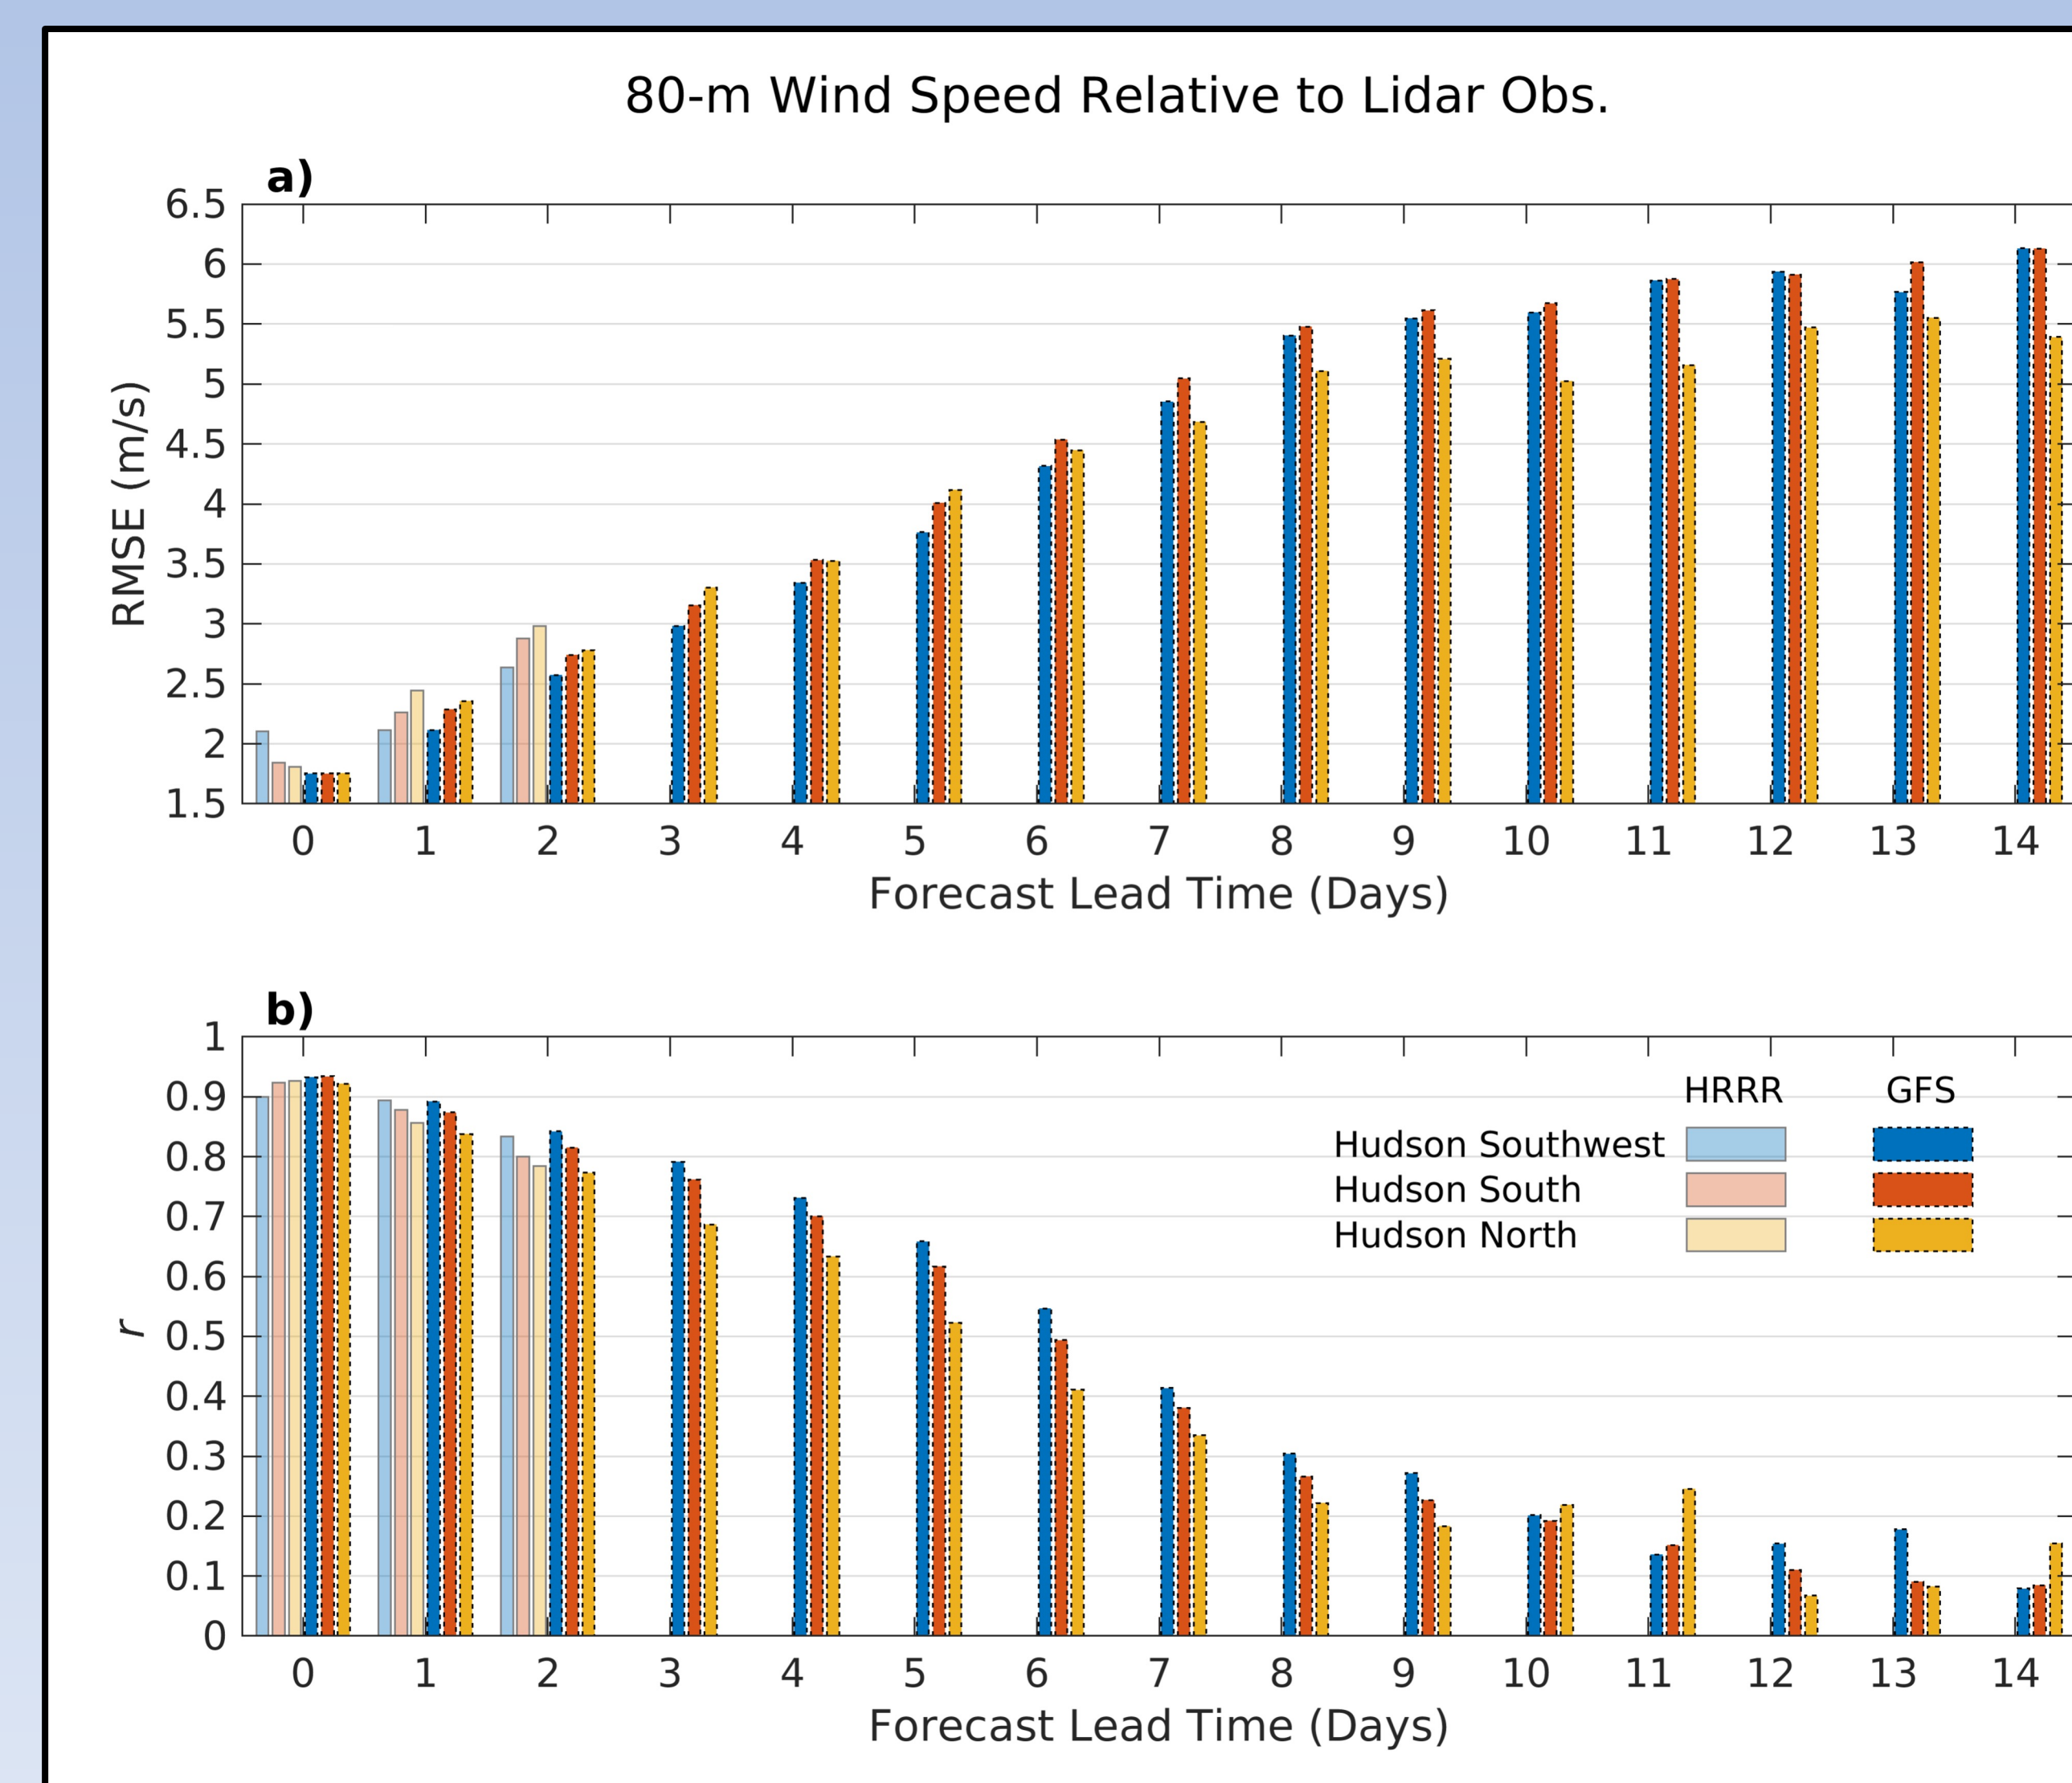 80-m Wind Speed Relative to Lidar Obs.
a)
6.5
6
5.5
5
4.5
4
3.5
3
2.5
2
1.5
RMSE (m/s)
0 1 2 3 4 5 6 7 8 9 10 11 12 13 14
Forecast Lead Time (Days)
b)
1
0.9
0.8
0.7
0.6
0.5
0.4
0.3
0.2
0.1
0
r
HRRR GFS
Hudson Southwest
Hudson South
Hudson North
0 1 2 3 4 5 6 7 8 9 10 11 12 13 14
Forecast Lead Time (Days)